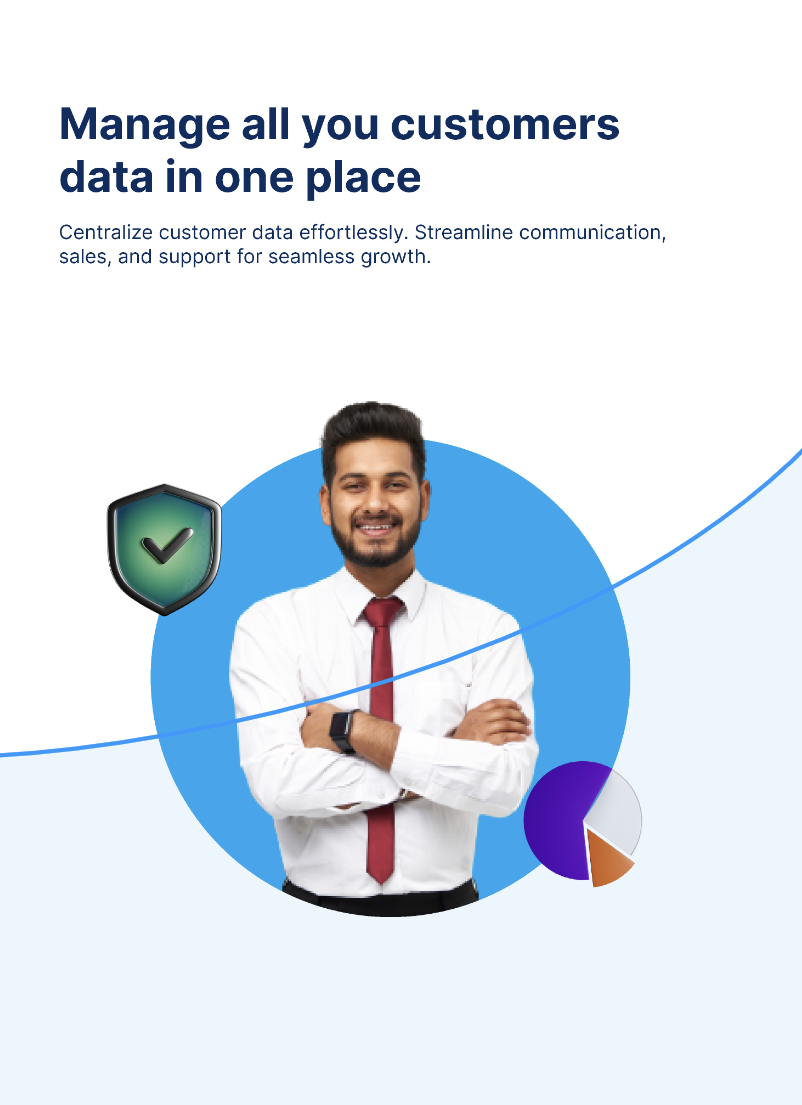 Manage all you customers
data in one place
Centralize customer data effortlessly. Streamline communication,
sales, and support for seamless growth.